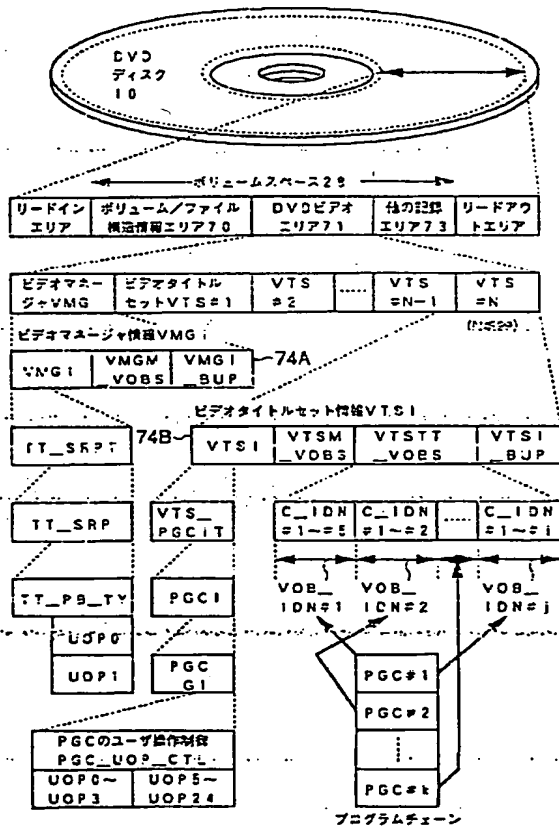 DVD
ディスク
10
ボリュームスペース28
リードイン
エリア
ボリューム/ファイル
構造情報エリア70
DVDビデオ
エリア71
他の記録
エリア73
リードアウ
トエリア
ビデオマネー
ジャVMG
ビデオタイトル
セットVTS#1
VTS
#2
VTS
#N-1
VTS
#N
(N≦99)
ビデオマネージャ情報VMGi
VMGI
VMGM
_VOBS
VMGI
_BUP
74A
ビデオタイトルセット情報VTSI
74B
VTSI
VTSM
_VOBS
VTSTT
_VOBS
VTSI
_BUP
TT_SRPT
TT_SRP
VTS_
PGCiT
C_IDN
#1~#5
C_IDN
#1~#2
C_IDN
#1~#i
VOB_
IDN#1
VOB_
IDN#2
VOB_
IDN#j
TT_PB_TY
UOP0
UOP1
PGCI
PGC
GI
PGCのユーザ操作制御
PGC_UOP_CTL
UOP0~
UOP3
UOP5~
UOP24
PGC#1
PGC#2
PGC#k
プログラムチェーン